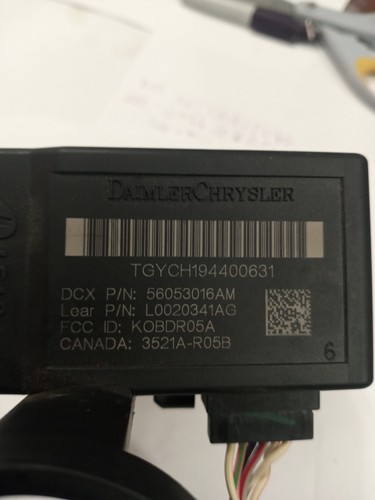 DAIMLERCHRYSLER
TGYCH194400631
DCX P/N: 56053016AM
Lear P/N: L0020341AG
FCC ID: KOBDR05A
CANADA: 3521A-R05B
6